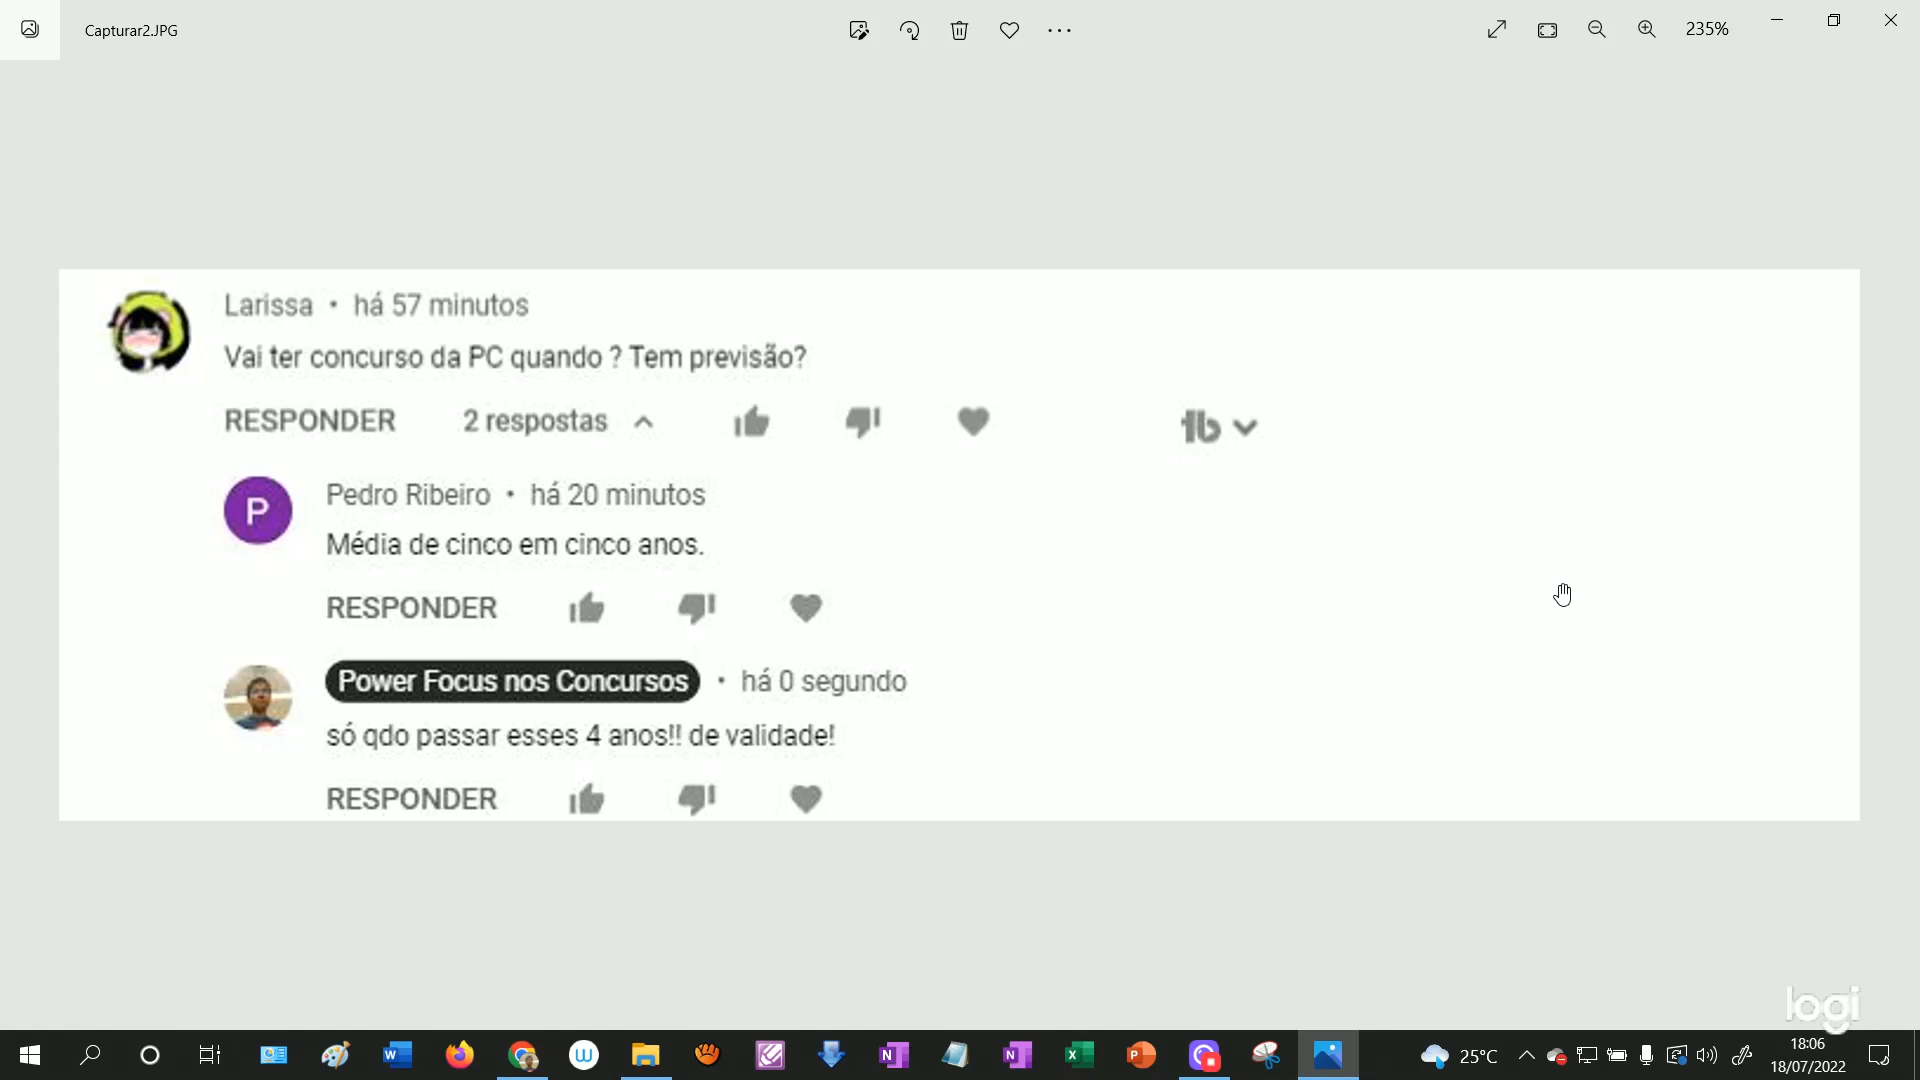 Capturar2.JPG
235%
Larissa • há 57 minutos
Vai ter concurso da PC quando ? Tem previsão?
RESPONDER 2 respostas
P
Pedro Ribeiro • há 20 minutos
Média de cinco em cinco anos.
RESPONDER
Power Focus nos Concursos • há 0 segundo
só qdo passar esses 4 anos!! de validade!
RESPONDER
logi
25°C
18:06
18/07/2022